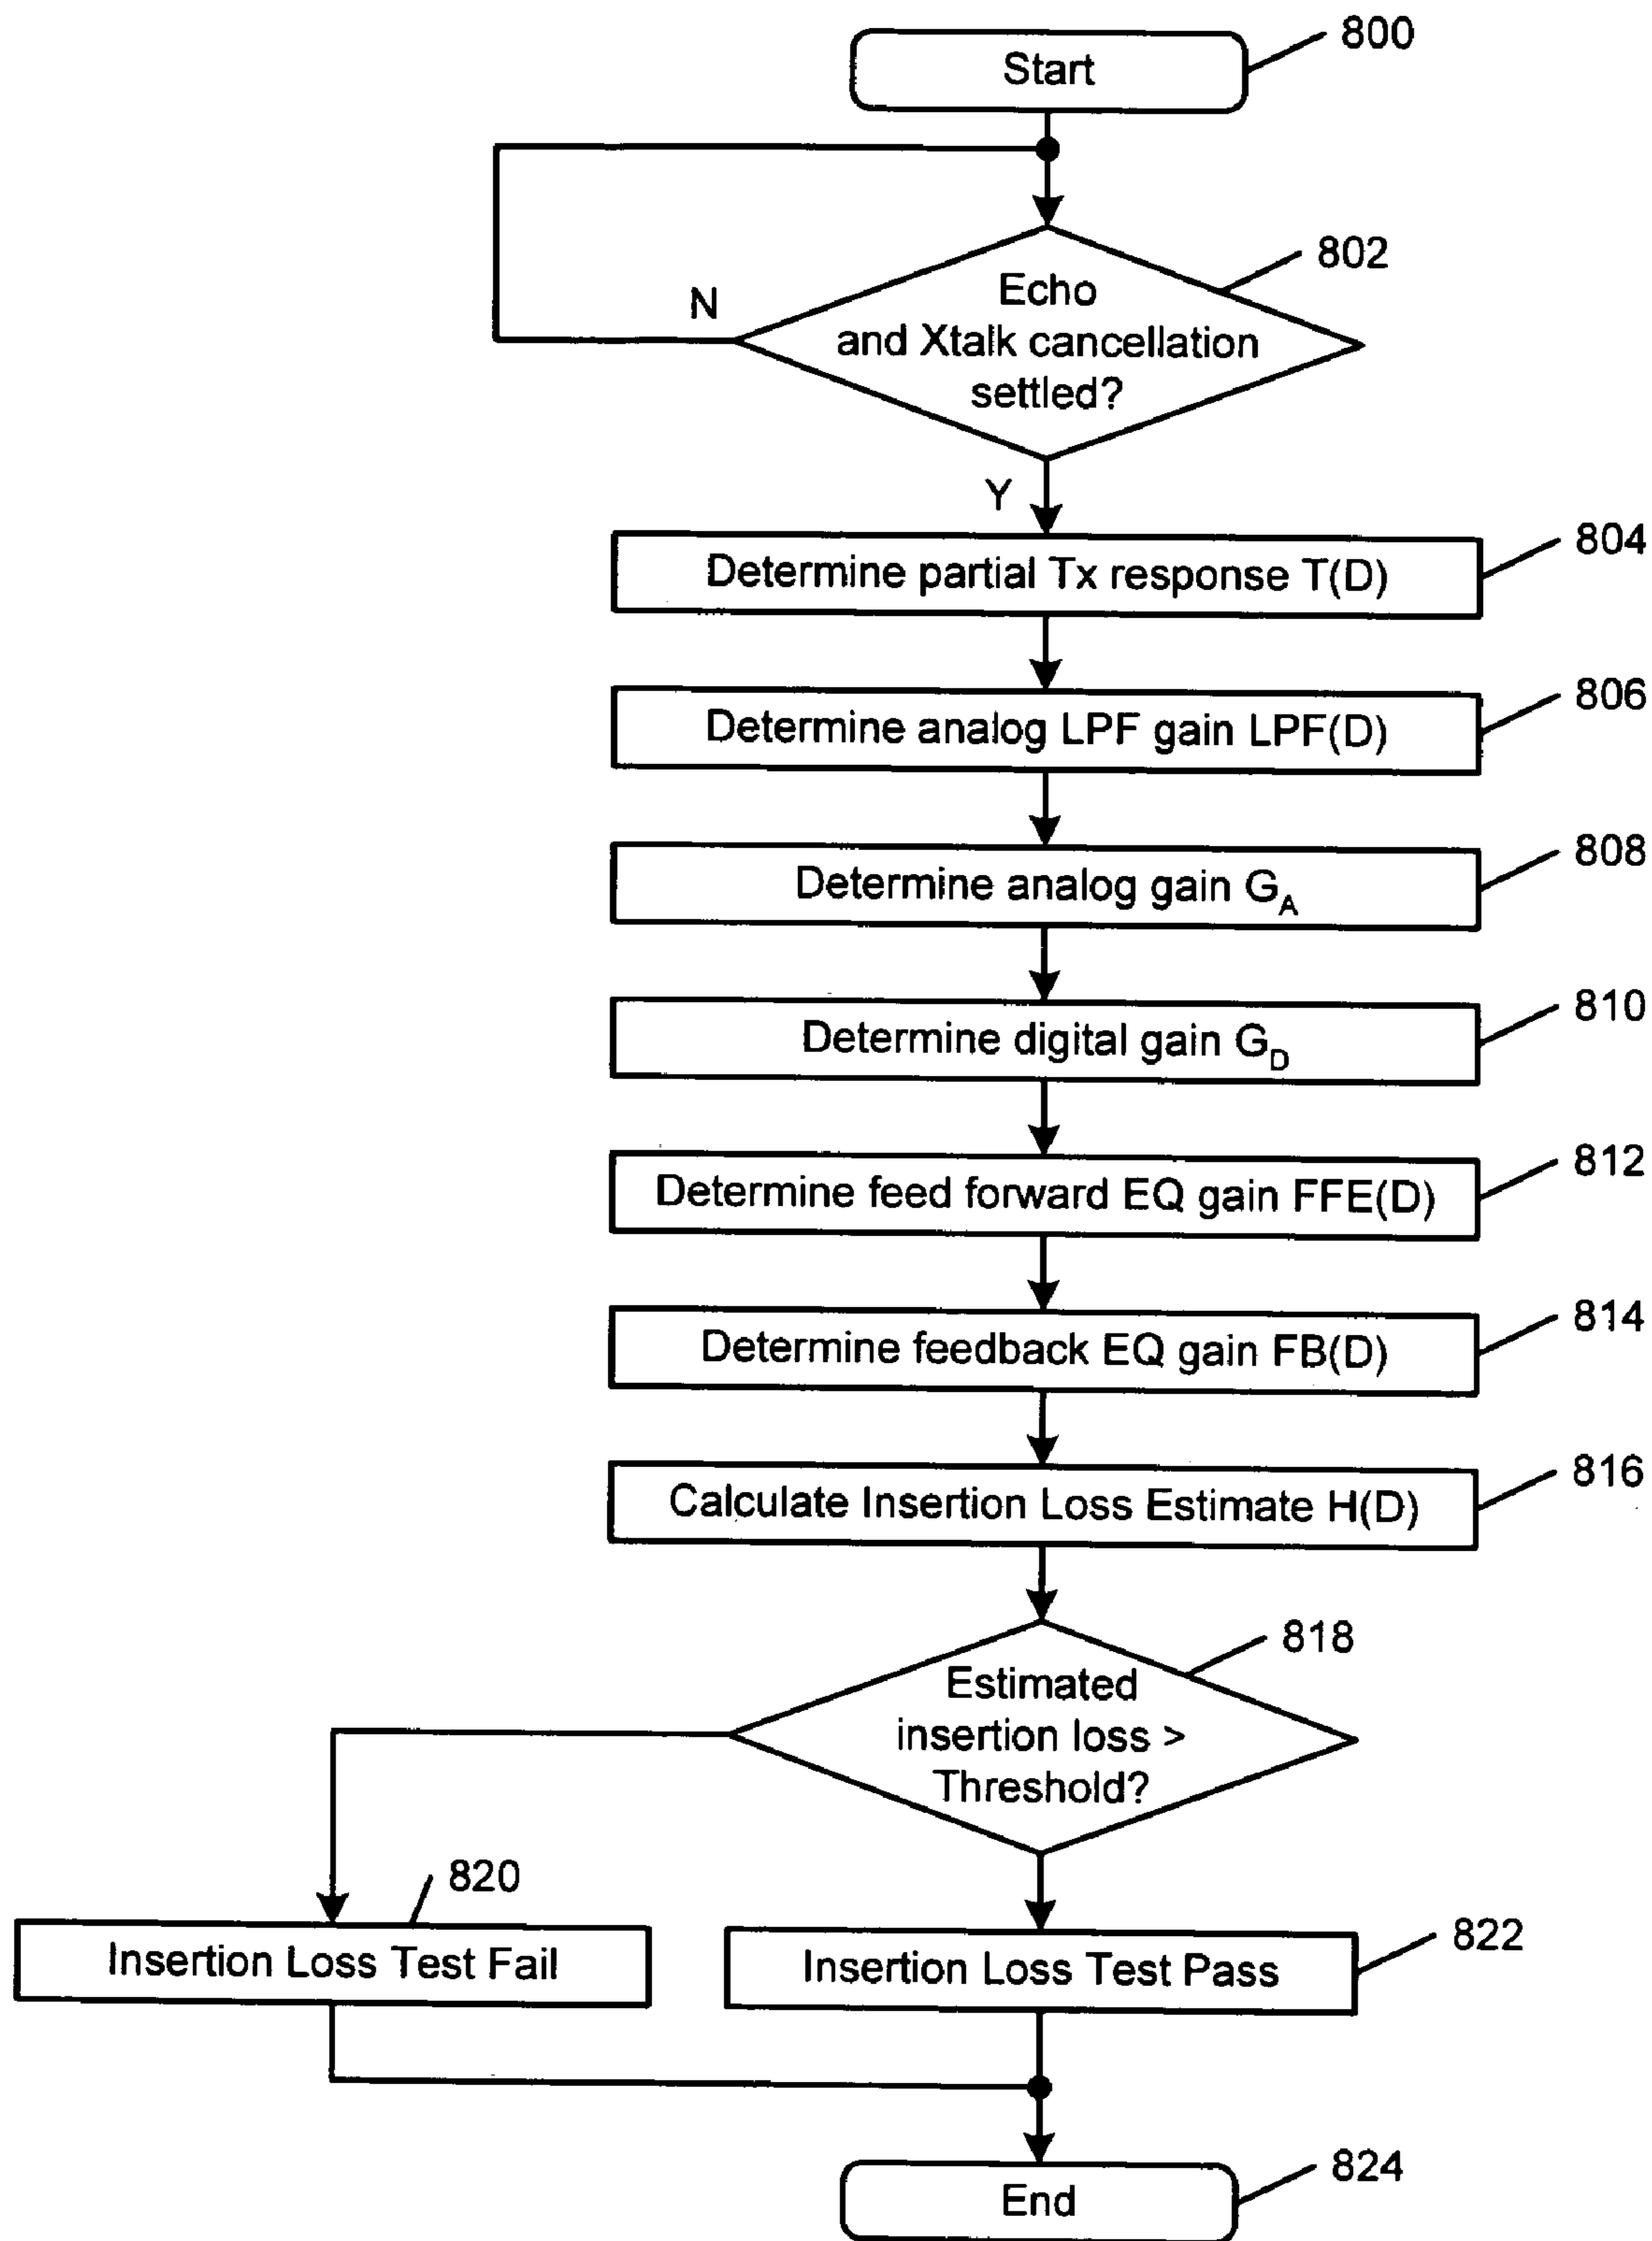 800
Start
802
Echo
and Xtalk cancellation
settled?
N
Y
804
Determine partial Tx response T(D)
806
Determine analog LPF gain LPF(D)
808
Determine analog gain G_A
810
Determine digital gain G_D
812
Determine feed forward EQ gain FFE(D)
814
Determine feedback EQ gain FB(D)
816
Calculate Insertion Loss Estimate H(D)
818
Estimated
insertion loss >
Threshold?
820
Insertion Loss Test Fail
822
Insertion Loss Test Pass
824
End